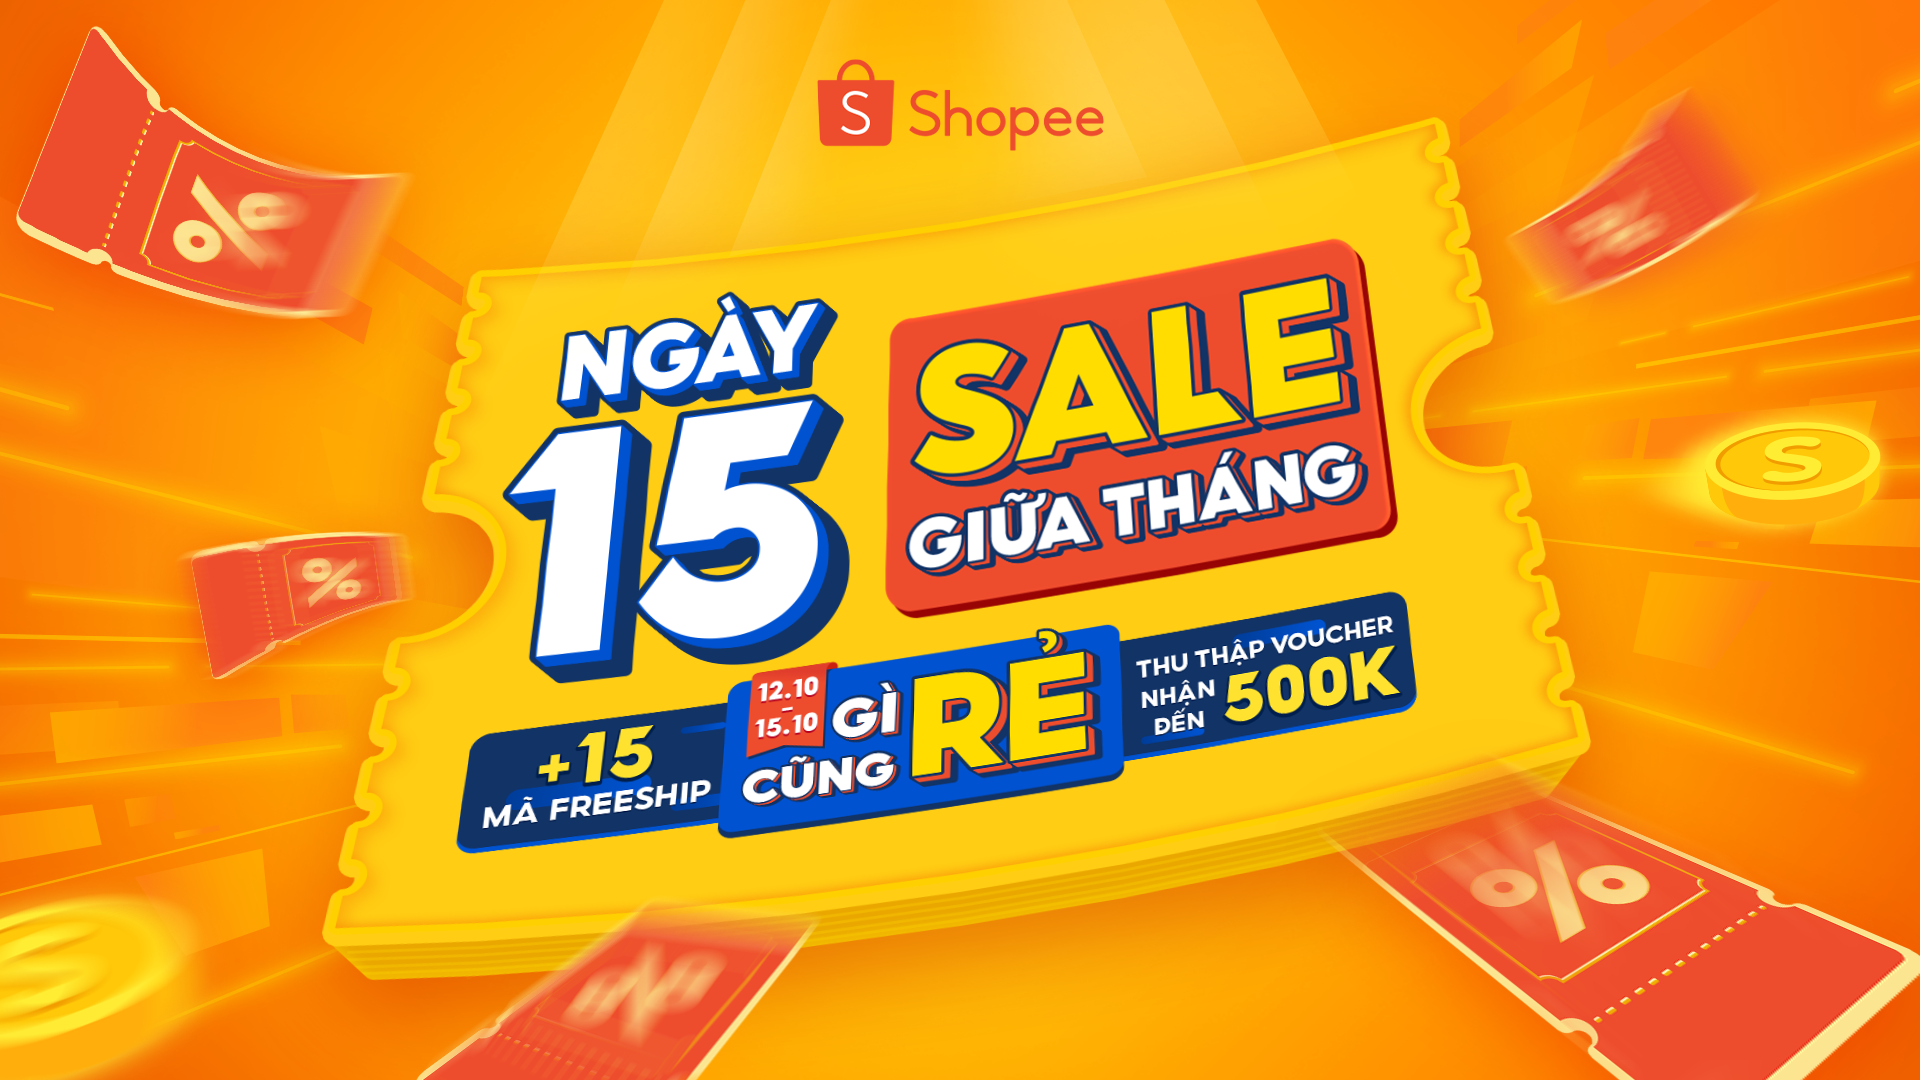 S Shopee
NGÀY
15
SALE
GIỮA THÁNG
+15
MÃ FREESHIP
12.10
–
15.10
GÌ
CŨNG
RẺ
THU THẬP VOUCHER
NHẬN
ĐẾN
500K
%
%
%
S
S